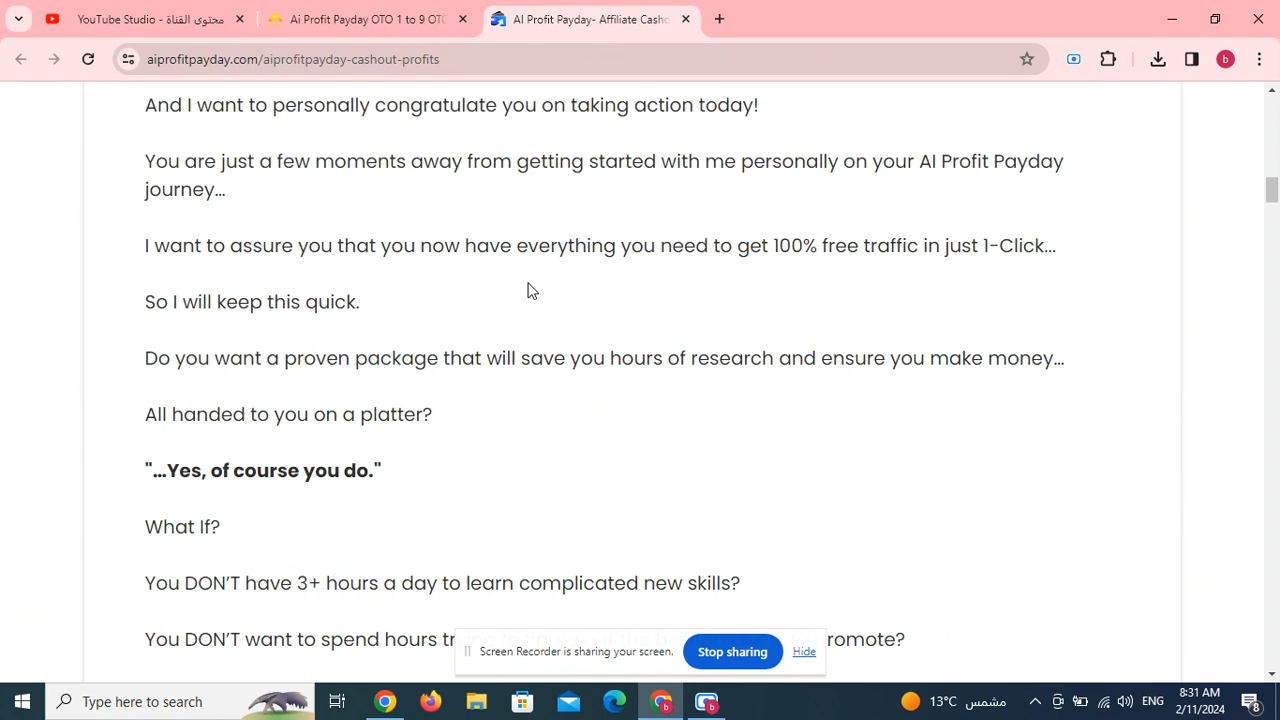 YouTube Studio - محتوى القناة
Ai Profit Payday OTO 1 to 9 OTO
AI Profit Payday- Affiliate Casho
aiprofitpayday.com/aiprofitpayday-cashout-profits
b
And I want to personally congratulate you on taking action today!
You are just a few moments away from getting started with me personally on your AI Profit Payday
journey...
I want to assure you that you now have everything you need to get 100% free traffic in just 1-Click...
So I will keep this quick.
Do you want a proven package that will save you hours of research and ensure you make money...
All handed to you on a platter?
"...Yes, of course you do."
What If?
You DON'T have 3+ hours a day to learn complicated new skills?
You DON'T want to spend hours romote?
Screen Recorder is sharing your screen.
Stop sharing
Hide
Type here to search
b
b
13°C مشمس
ENG
8:31 AM
2/11/2024
8